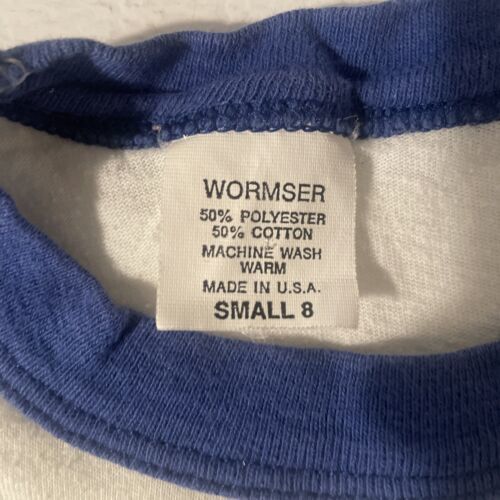 WORMSER
50% POLYESTER
50% COTTON
MACHINE WASH
WARM
MADE IN U.S.A.
SMALL 8